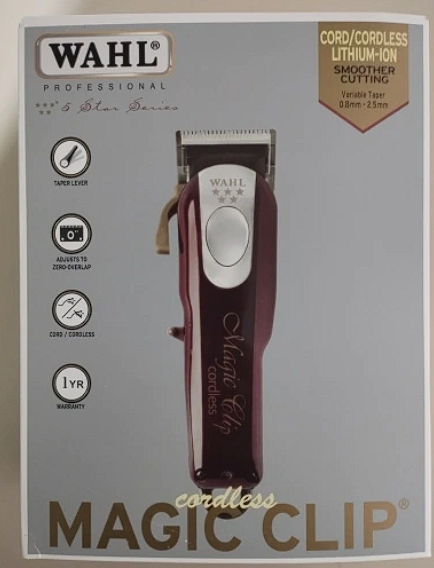 WAHL®
PROFESSIONAL
5 Star Series
CORD/CORDLESS
LITHIUM-ION
SMOOTHER
CUTTING
Variable Taper
0.8mm - 2.5mm
TAPER LEVER
0"
ADJUSTS TO
ZERO-OVERLAP
CORD / CORDLESS
1YR
WARRANTY
WAHL
Magic Clip
cordless
cordless
MAGIC CLIP®